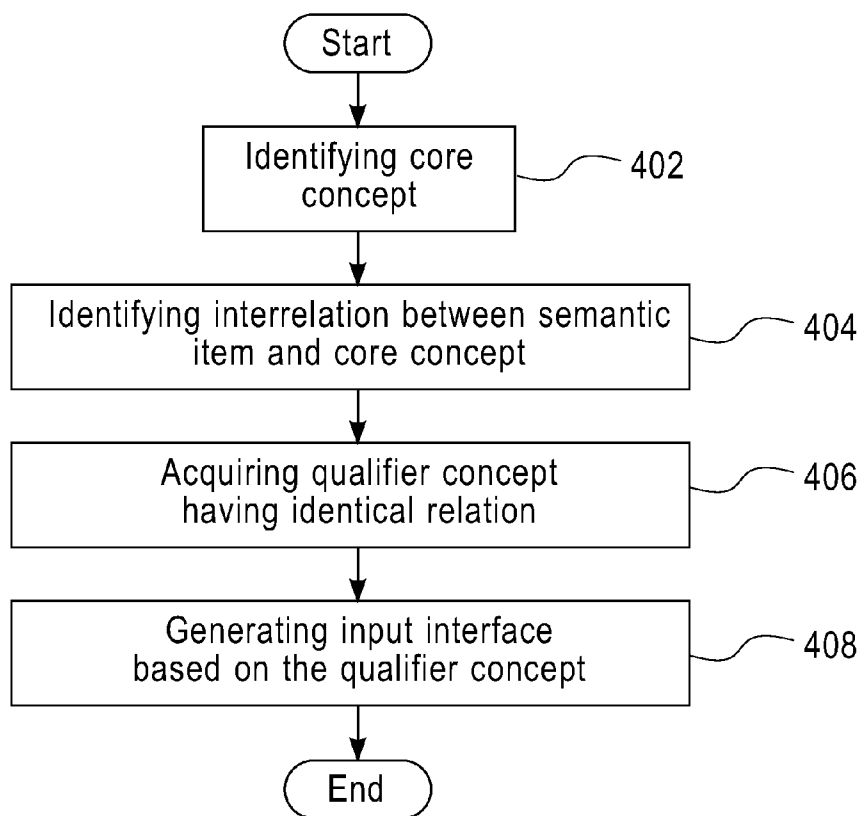 Start
Identifying core
concept
402
Identifying interrelation between semantic
item and core concept
404
Acquiring qualifier concept
having identical relation
406
Generating input interface
based on the qualifier concept
408
End